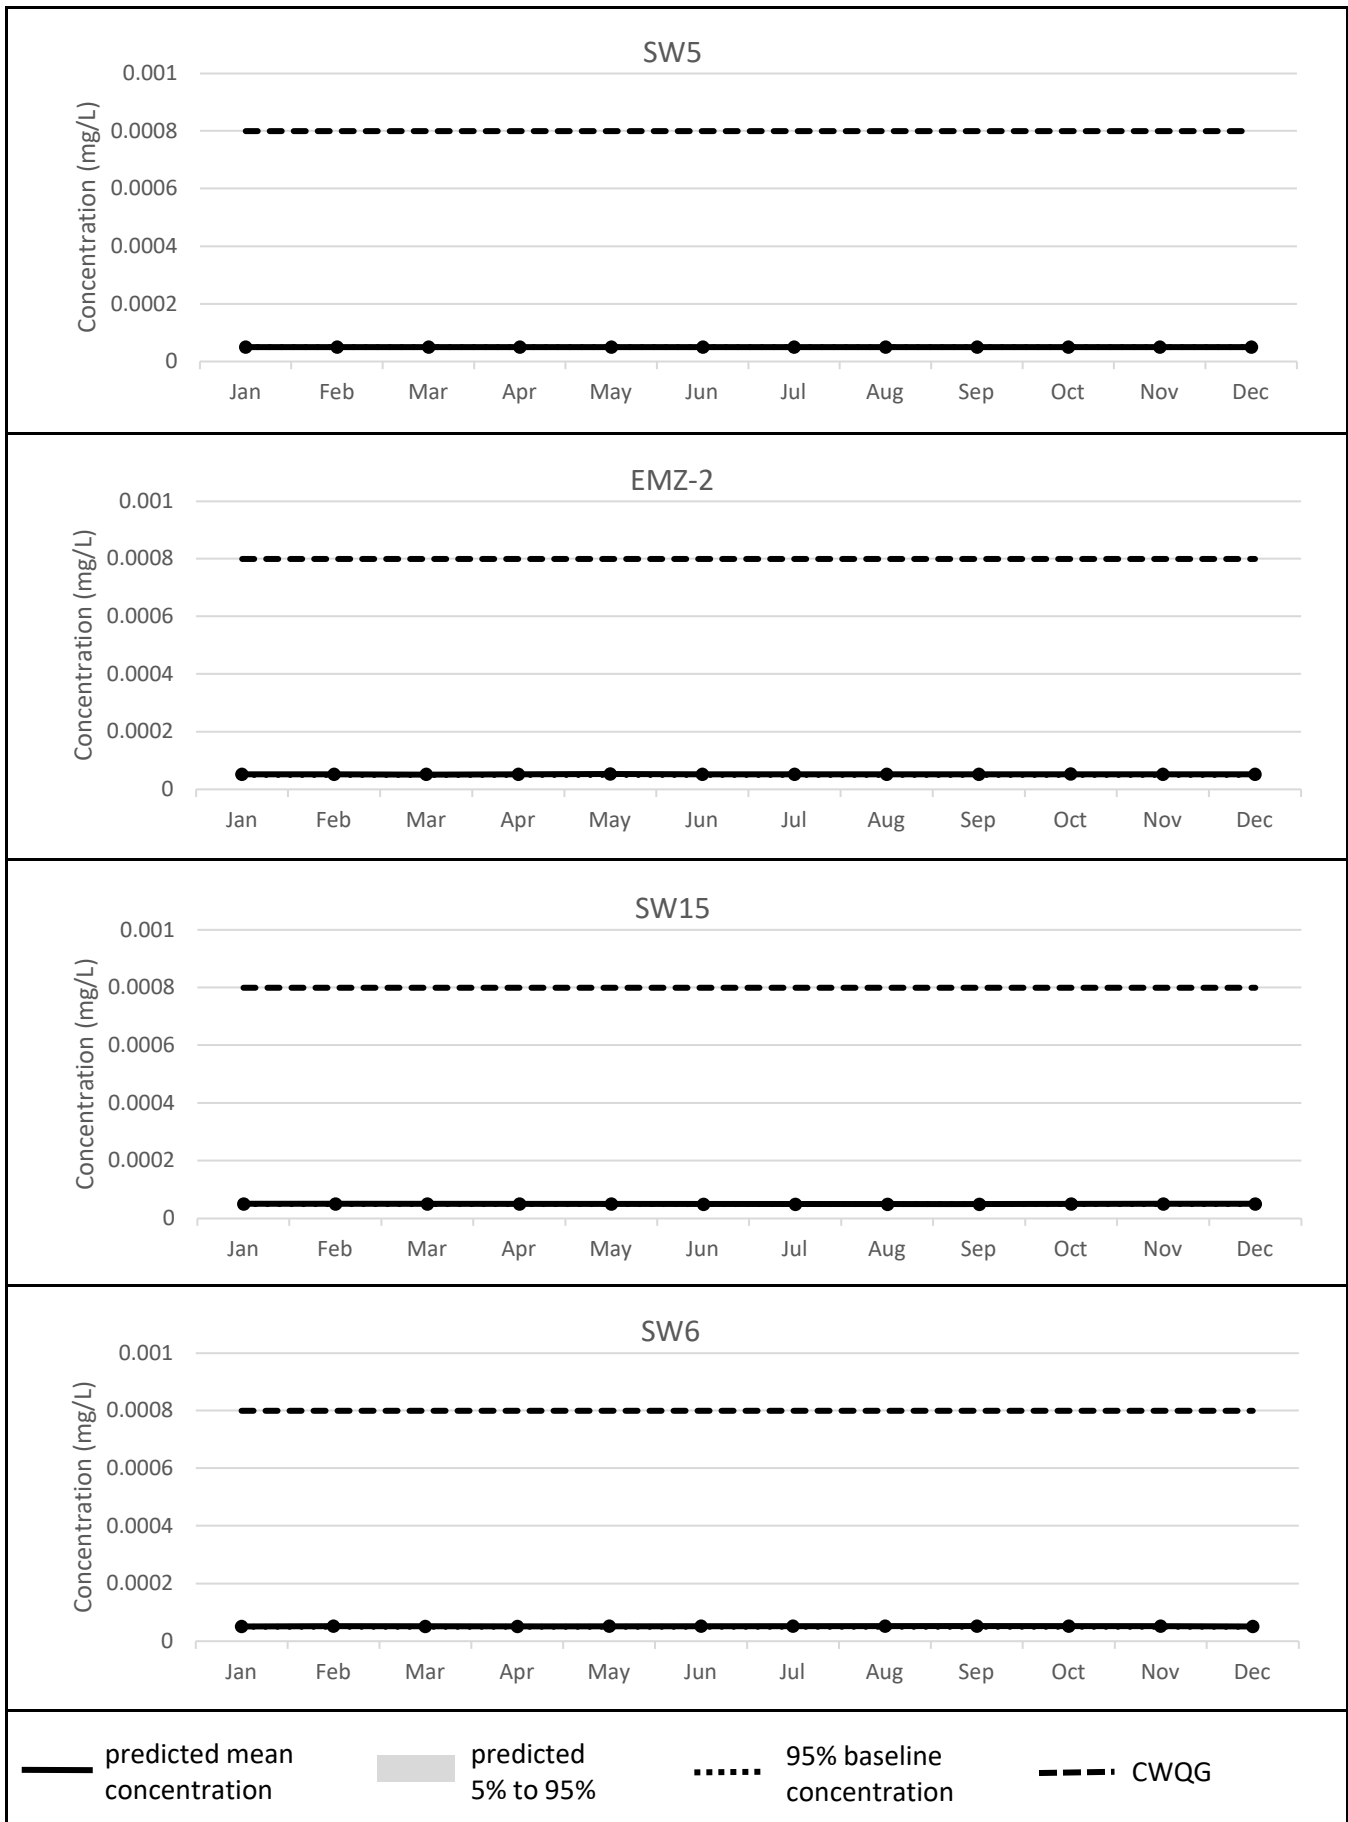 SW5
Concentration (mg/L)
0.001
0.0008
0.0006
0.0004
0.0002
0
Jan Feb Mar Apr May Jun Jul Aug Sep Oct Nov Dec
EMZ-2
Concentration (mg/L)
0.001
0.0008
0.0006
0.0004
0.0002
0
Jan Feb Mar Apr May Jun Jul Aug Sep Oct Nov Dec
SW15
Concentration (mg/L)
0.001
0.0008
0.0006
0.0004
0.0002
0
Jan Feb Mar Apr May Jun Jul Aug Sep Oct Nov Dec
SW6
Concentration (mg/L)
0.001
0.0008
0.0006
0.0004
0.0002
0
Jan Feb Mar Apr May Jun Jul Aug Sep Oct Nov Dec
predicted mean
concentration
predicted
5% to 95%
95% baseline
concentration
CWQG